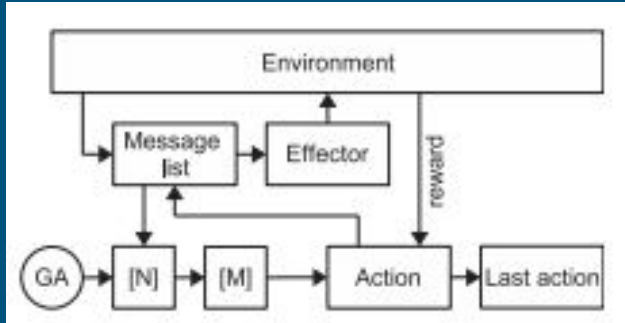 Environment
Message
list
Effector
reward
GA
[N]
[M]
Action
Last action